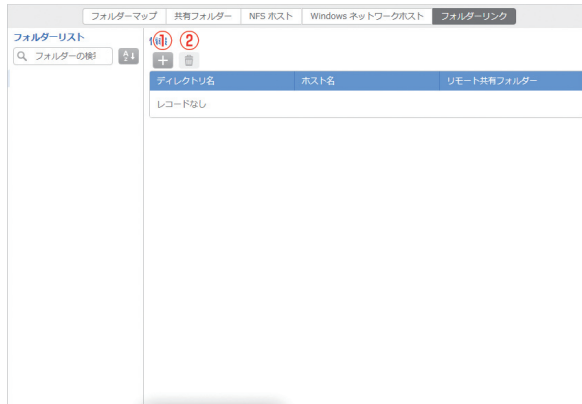 フォルダーマップ 共有フォルダー NFS ホスト Windows ネットワークホスト フォルダーリンク
フォルダーリスト
① ②
フォルダーの検
ディレクトリ名 ホスト名 リモート共有フォルダー
レコードなし